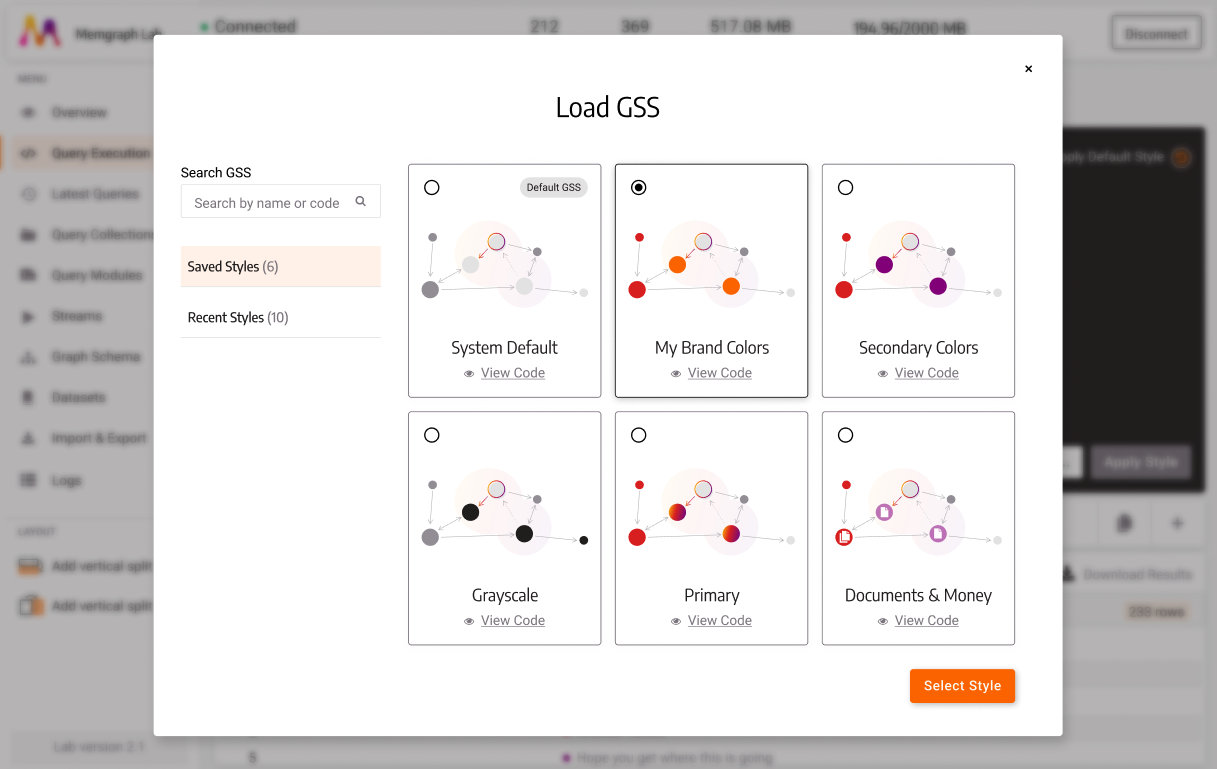 Memgraph Lab
Connected
212
369
517.08 MB
194.96/2000 MB
Disconnect
MENU
Overview
Query Execution
Latest Queries
Query Collections
Query Modules
Streams
Graph Schema
Datasets
Import & Export
Logs
LAYOUT
Add vertical split
Add vertical split
Lab version 2.1
Load GSS
×
Search GSS
Search by name or code
Saved Styles (6)
Recent Styles (10)
Default GSS
System Default
View Code
My Brand Colors
View Code
Secondary Colors
View Code
Grayscale
View Code
Primary
View Code
Documents & Money
View Code
Select Style
Default Style
Apply Style
Download Results
5
Hope you get where this is going